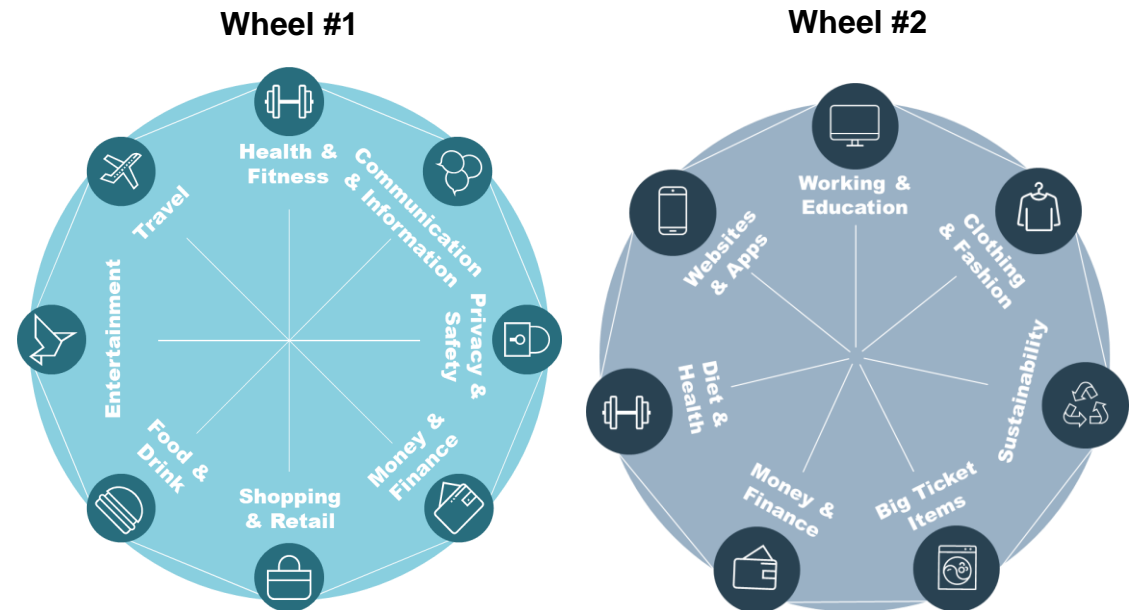 Wheel #1
Health &
Fitness
Communication
& Information
Privacy &
Safety
Money &
Finance
Shopping
& Retail
Food &
Drink
Entertainment
Travel
Wheel #2
Working &
Education
Clothing
& Fashion
Sustainability
Big Ticket
Items
Money &
Finance
Diet &
Health
Websites
& Apps